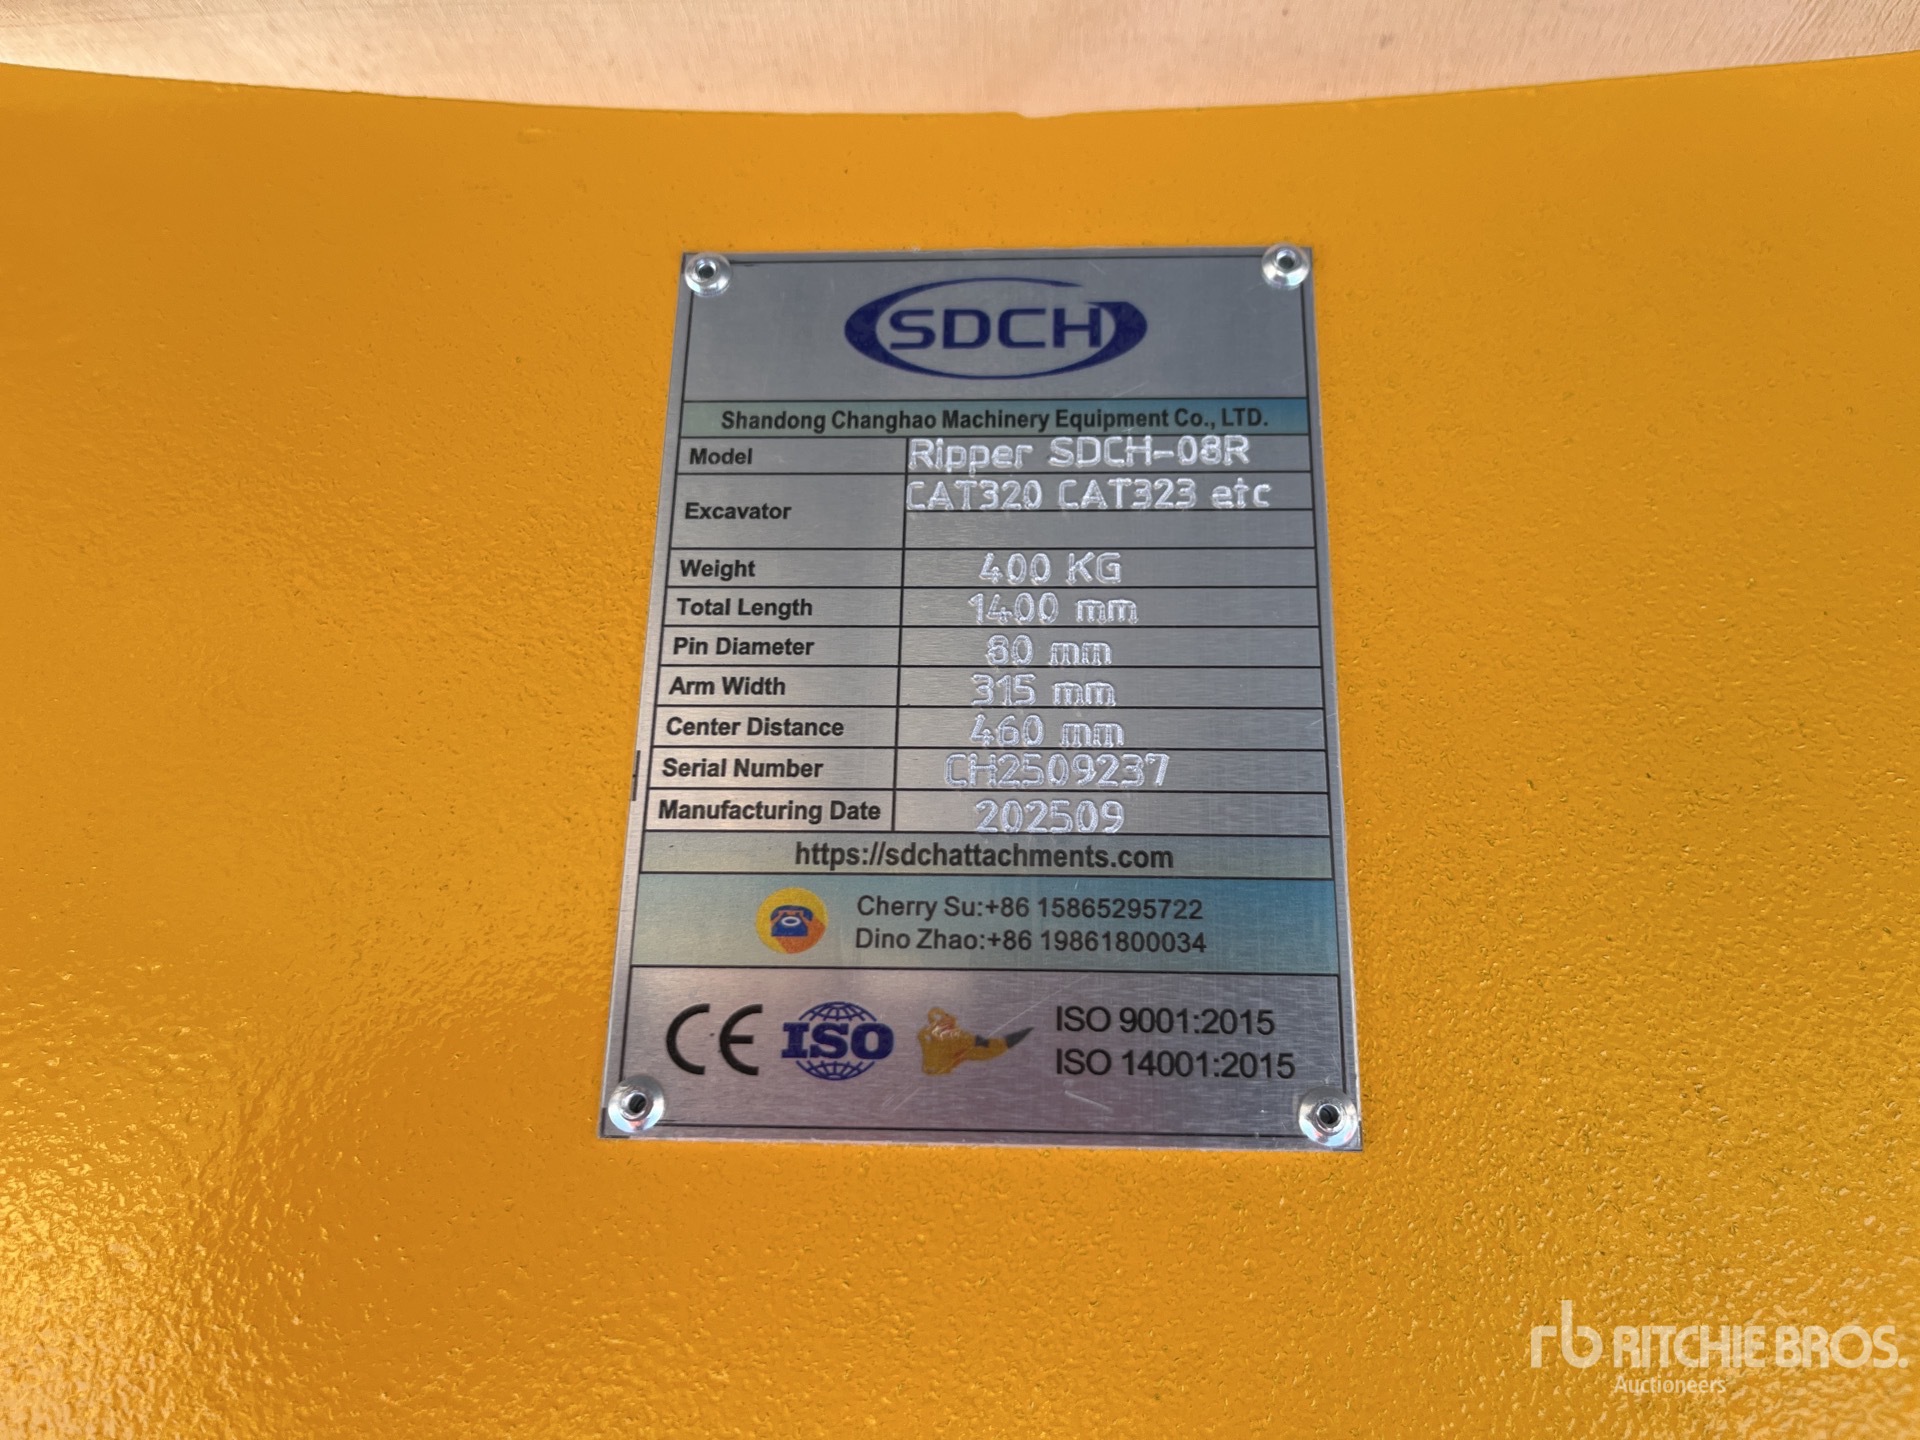 SDCH
Shandong Changhao Machinery Equipment Co., LTD.
Model Ripper SDCH-08R
Excavator CAT320 CAT323 etc
Weight 400 KG
Total Length 1400 mm
Pin Diameter 80 mm
Arm Width 315 mm
Center Distance 460 mm
Serial Number CH2509237
Manufacturing Date 202509
https://sdchattachments.com
Cherry Su:+86 15865295722
Dino Zhao:+86 19861800034
CE ISO ISO 9001:2015
ISO 14001:2015
rb RITCHIE BROS.
Auctioneers